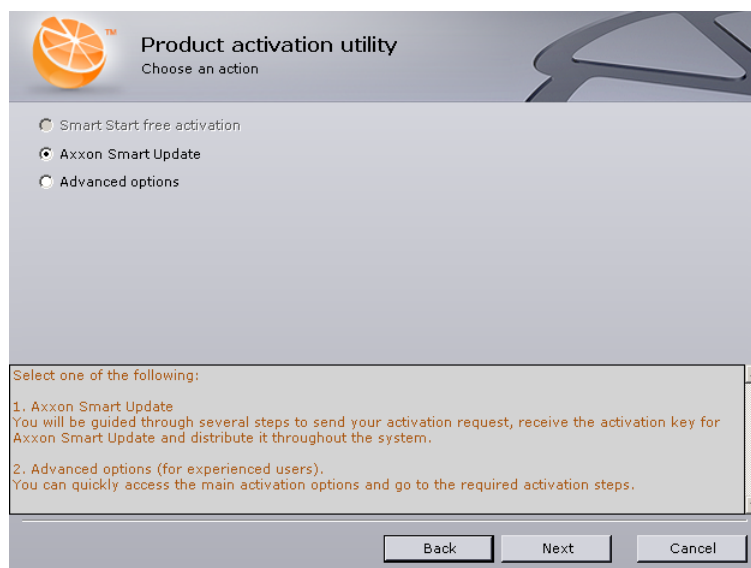 TM
Product activation utility
Choose an action
Smart Start free activation
Axxon Smart Update
Advanced options
Select one of the following:
1. Axxon Smart Update
You will be guided through several steps to send your activation request, receive the activation key for
Axxon Smart Update and distribute it throughout the system.
2. Advanced options (for experienced users).
You can quickly access the main activation options and go to the required activation steps.
Back Next Cancel